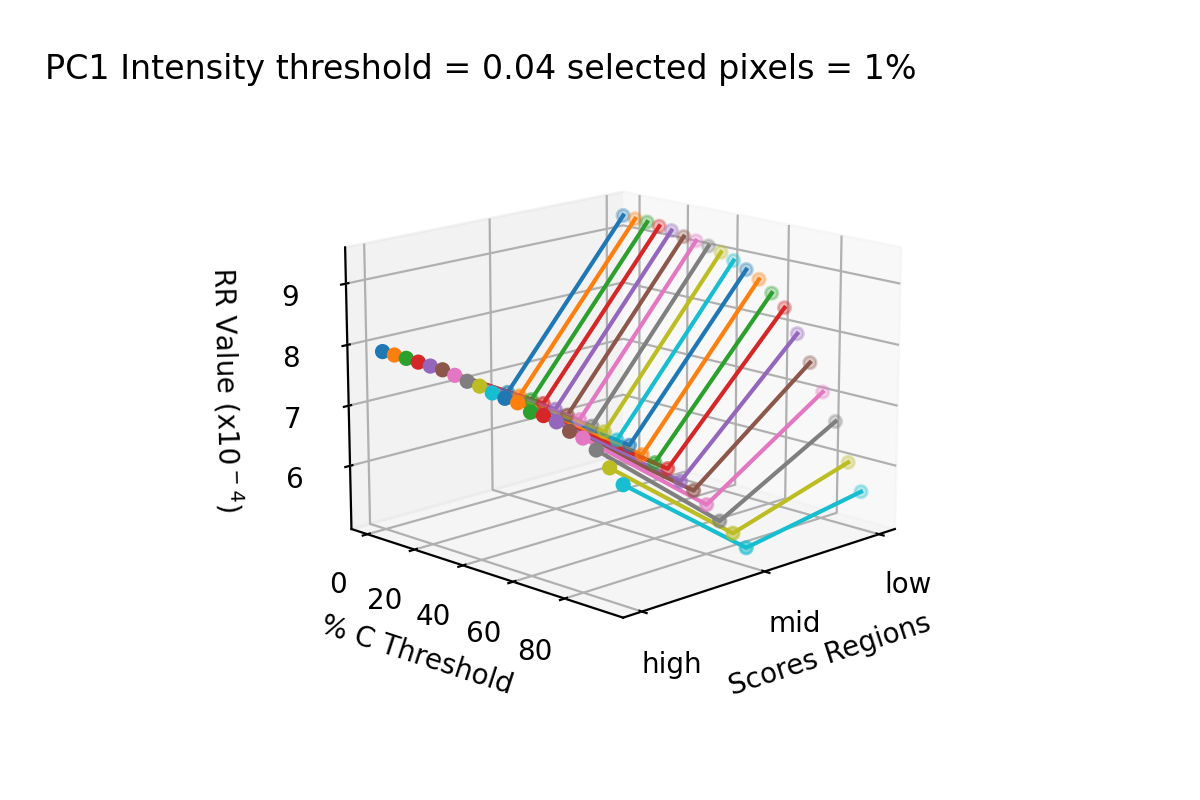 PC1 Intensity threshold = 0.04 selected pixels = 1%
RR Value (x10⁻⁴)
9
8
7
6
0
20
40
60
80
% C Threshold
high
mid
low
Scores Regions